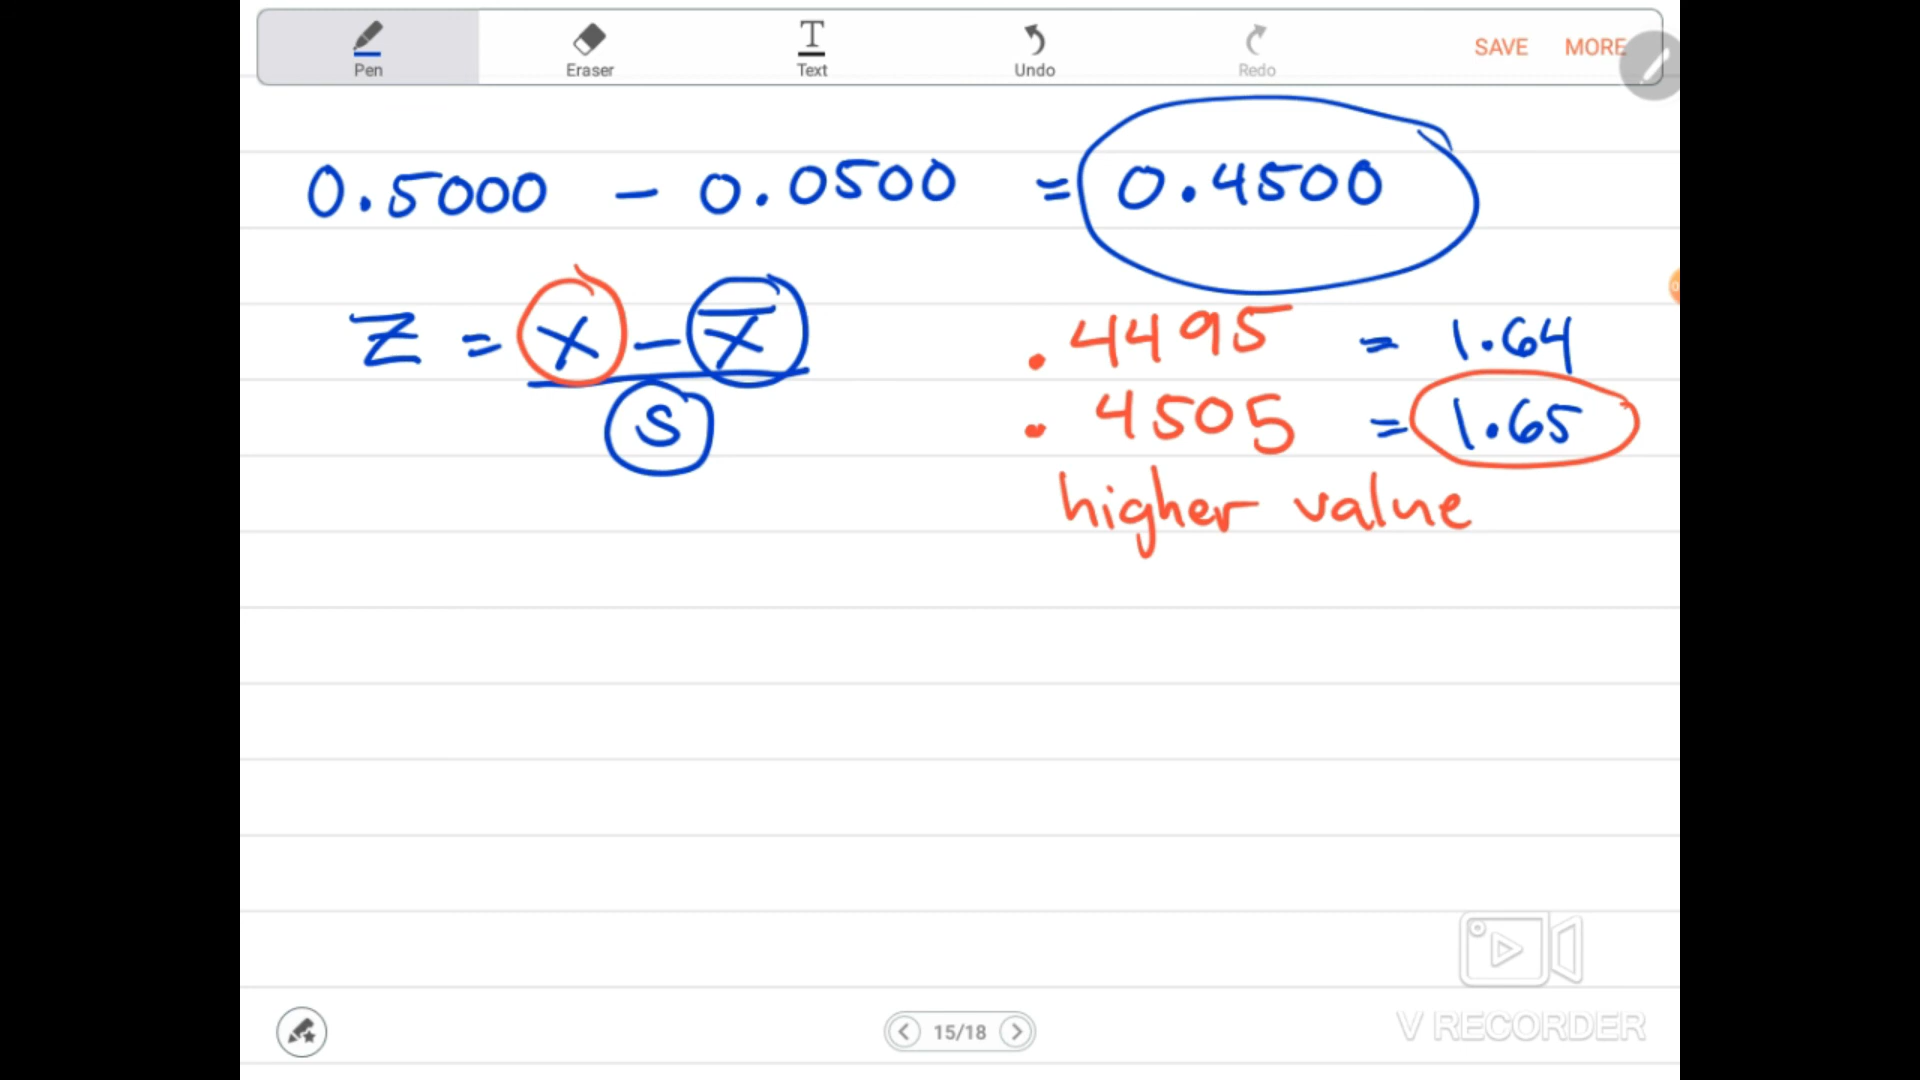 Pen Eraser Text Undo Redo SAVE MORE
0.5000 - 0.0500 = 0.4500
Z = X - X̅
S
.4495 = 1.64
.4505 = 1.65
higher value
15/18
V RECORDER